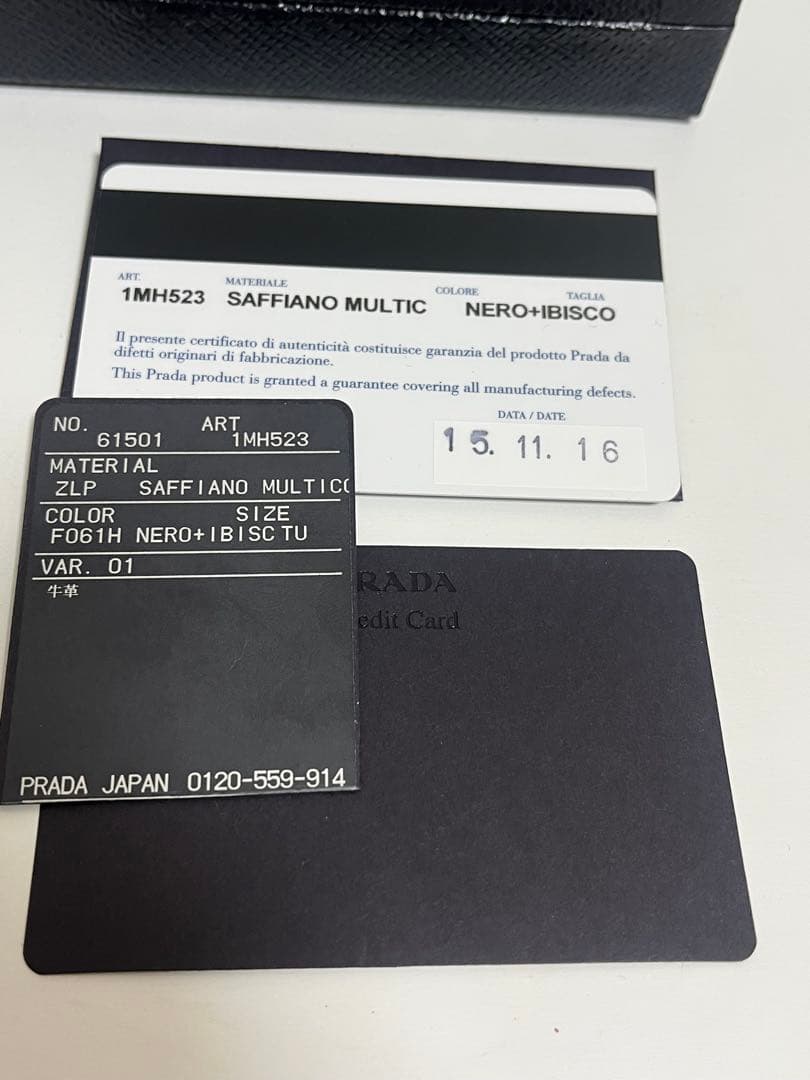 ART. MATERIALE COLORE TAGLIA
1MH523 SAFFIANO MULTIC NERO+IBISCO
Il presente certificato di autenticità costituisce garanzia del prodotto Prada da
difetti originari di fabbricazione.
This Prada product is granted a guarantee covering all manufacturing defects.
DATA / DATE
15. 11. 16
NO. ART
61501 1MH523
MATERIAL
ZLP SAFFIANO MULTICO
COLOR SIZE
F061H NERO+IBISC TU
VAR. 01
牛革
PRADA JAPAN 0120-559-914
RADA
edit Card